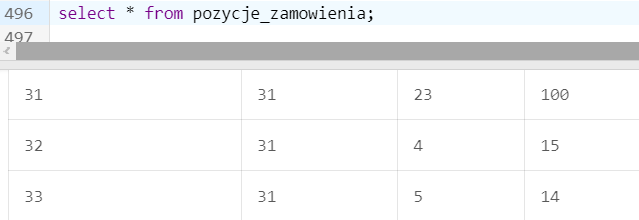 496 select * from pozycje_zamowienia;
497
31 31 23 100
32 31 4 15
33 31 5 14